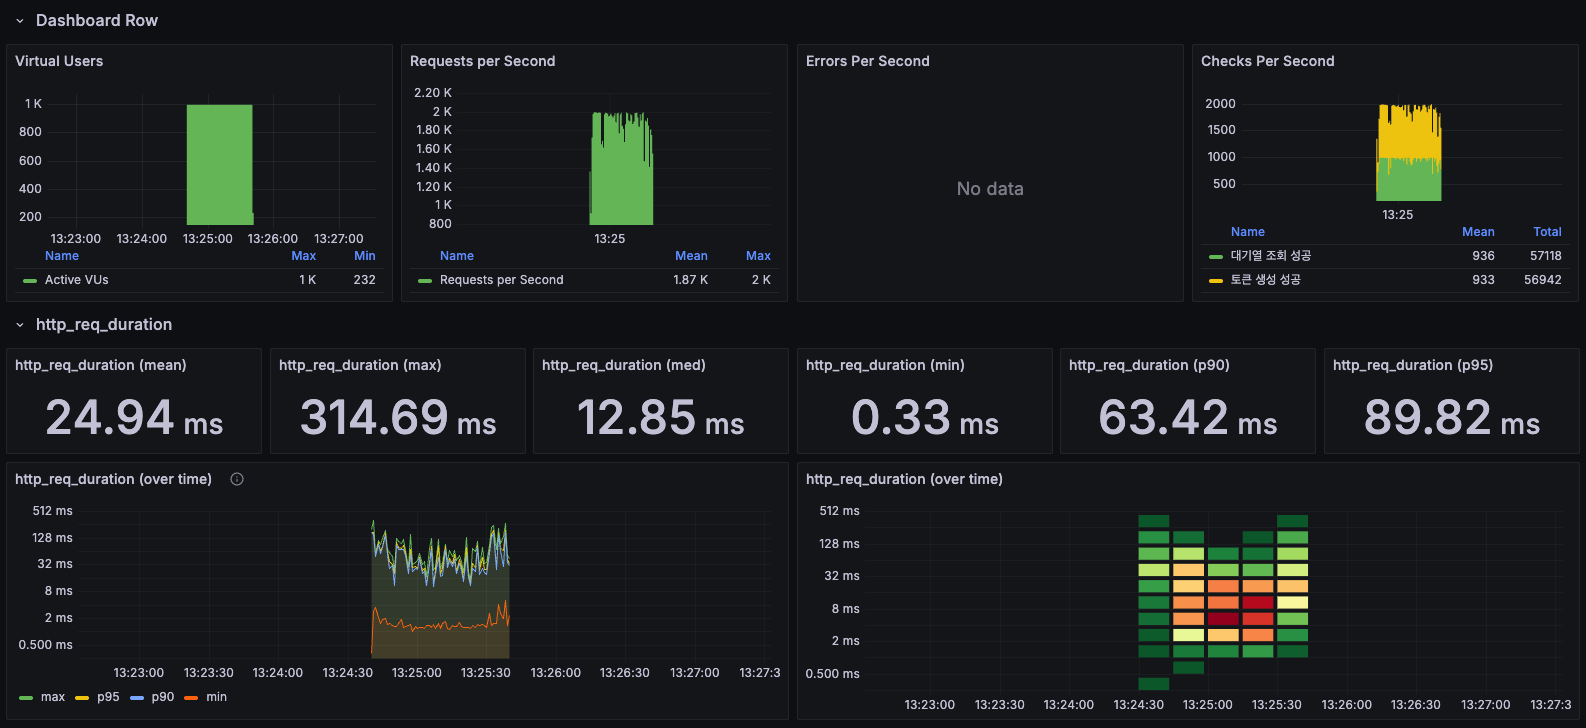 Dashboard Row
Virtual Users
1 K
800
600
400
200
13:23:00 13:24:00 13:25:00 13:26:00 13:27:00
Name Max Min
Active VUs 1 K 232
Requests per Second
2.20 K
2 K
1.80 K
1.60 K
1.40 K
1.20 K
1 K
800
13:25
Name Mean Max
Requests per Second 1.87 K 2 K
Errors Per Second
No data
Checks Per Second
2000
1500
1000
500
13:25
Name Mean Total
대기열 조회 성공 936 57118
토큰 생성 성공 933 56942
http_req_duration
http_req_duration (mean)
24.94 ms
http_req_duration (max)
314.69 ms
http_req_duration (med)
12.85 ms
http_req_duration (min)
0.33 ms
http_req_duration (p90)
63.42 ms
http_req_duration (p95)
89.82 ms
http_req_duration (over time)
512 ms
128 ms
32 ms
8 ms
2 ms
0.500 ms
13:23:00 13:23:30 13:24:00 13:24:30 13:25:00 13:25:30 13:26:00 13:26:30 13:27:00 13:27:3
max p95 p90 min
http_req_duration (over time)
512 ms
128 ms
32 ms
8 ms
2 ms
0.500 ms
13:23:00 13:23:30 13:24:00 13:24:30 13:25:00 13:25:30 13:26:00 13:26:30 13:27:00 13:27:3